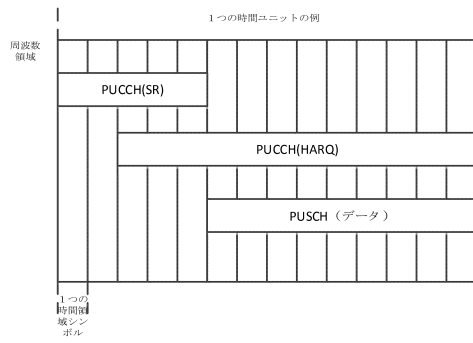 1つの時間ユニットの例
周波数
領域
PUCCH(SR)
PUCCH(HARQ)
PUSCH（データ）
1つの
時間領
域シン
ボル